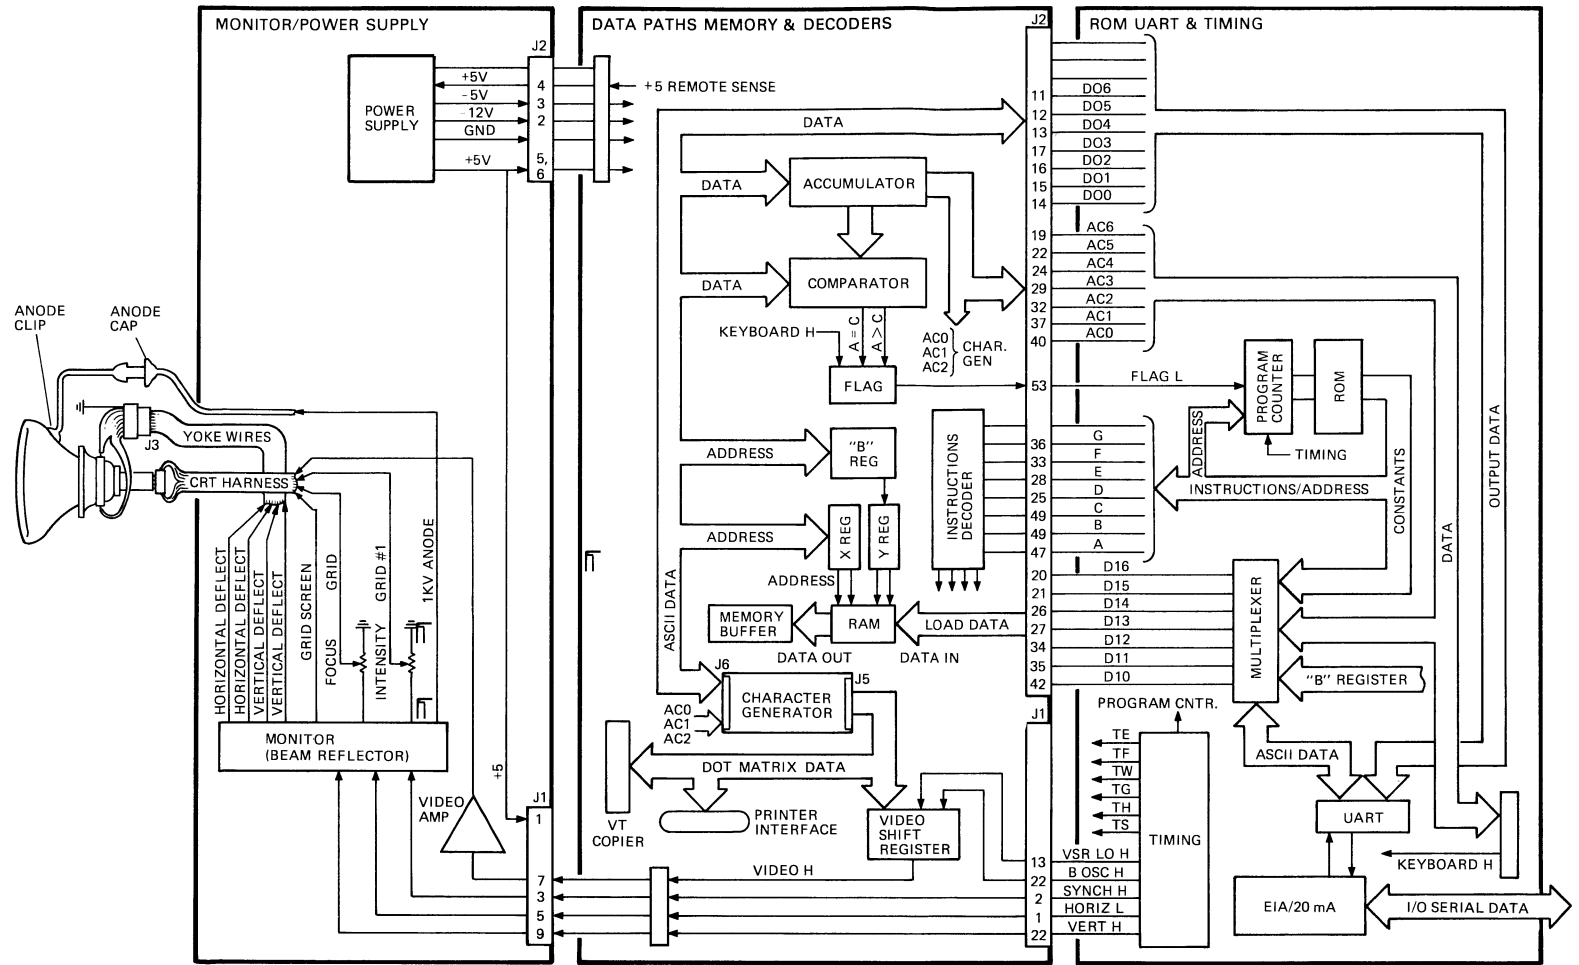 MONITOR/POWER SUPPLY
J2
POWER
SUPPLY
+5V
-5V
-12V
GND
+5V
4
3
2
5,
6
ANODE
CLIP
ANODE
CAP
J3
YOKE WIRES
CRT HARNESS
HORIZONTAL DEFLECT
HORIZONTAL DEFLECT
VERTICAL DEFLECT
VERTICAL DEFLECT
GRID SCREEN
FOCUS GRID
INTENSITY GRID #1
1KV ANODE
MONITOR
(BEAM REFLECTOR)
VIDEO
AMP
+5
J1
1
7
3
5
9
DATA PATHS MEMORY & DECODERS
+5 REMOTE SENSE
DATA
DATA
ACCUMULATOR
DATA
COMPARATOR
KEYBOARD H
A = C
A > C
FLAG
AC0
AC1
AC2
CHAR.
GEN
ADDRESS
"B"
REG
INSTRUCTIONS
DECODER
ADDRESS
X REG
Y REG
ADDRESS
ASCII DATA
MEMORY
BUFFER
RAM
LOAD DATA
DATA OUT
DATA IN
J6
J5
CHARACTER
GENERATOR
AC0
AC1
AC2
DOT MATRIX DATA
VT
COPIER
PRINTER
INTERFACE
VIDEO
SHIFT
REGISTER
VIDEO H
J2
11
12
13
17
16
15
14
19
22
24
29
32
37
40
53
36
33
28
25
49
49
47
20
21
26
27
34
35
42
J1
13
22
2
1
22
ROM UART & TIMING
DO6
DO5
DO4
DO3
DO2
DO1
DO0
AC6
AC5
AC4
AC3
AC2
AC1
AC0
FLAG L
G
F
E
D
C
B
A
D16
D15
D14
D13
D12
D11
D10
PROGRAM
COUNTER
ROM
TIMING
ADDRESS
INSTRUCTIONS/ADDRESS
CONSTANTS
DATA
OUTPUT DATA
MULTIPLEXER
"B" REGISTER
PROGRAM CNTR.
TE
TF
TW
TG
TH
TS
TIMING
VSR LO H
B OSC H
SYNCH H
HORIZ L
VERT H
ASCII DATA
UART
KEYBOARD H
EIA/20 mA
I/O SERIAL DATA